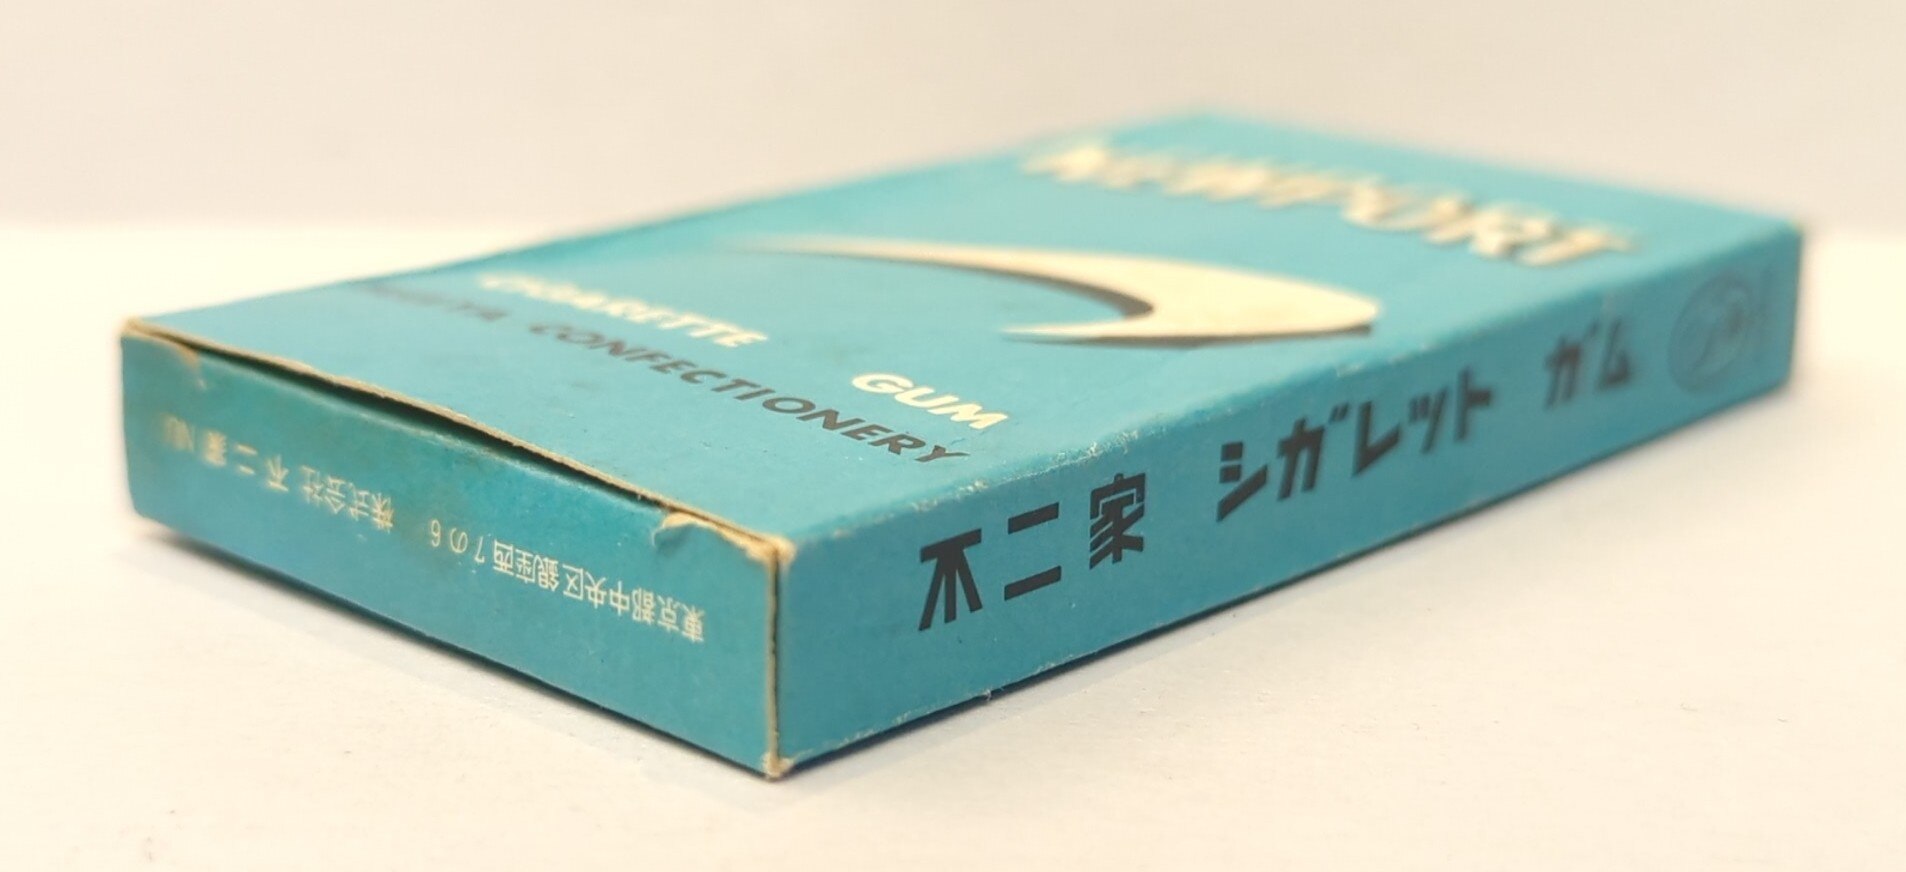 NEWPORT
CIGARETTE GUM
FUJIYA CONFECTIONERY
不二家 シガレット ガム
東京都中央区銀座西7の6 株式会社 不二家